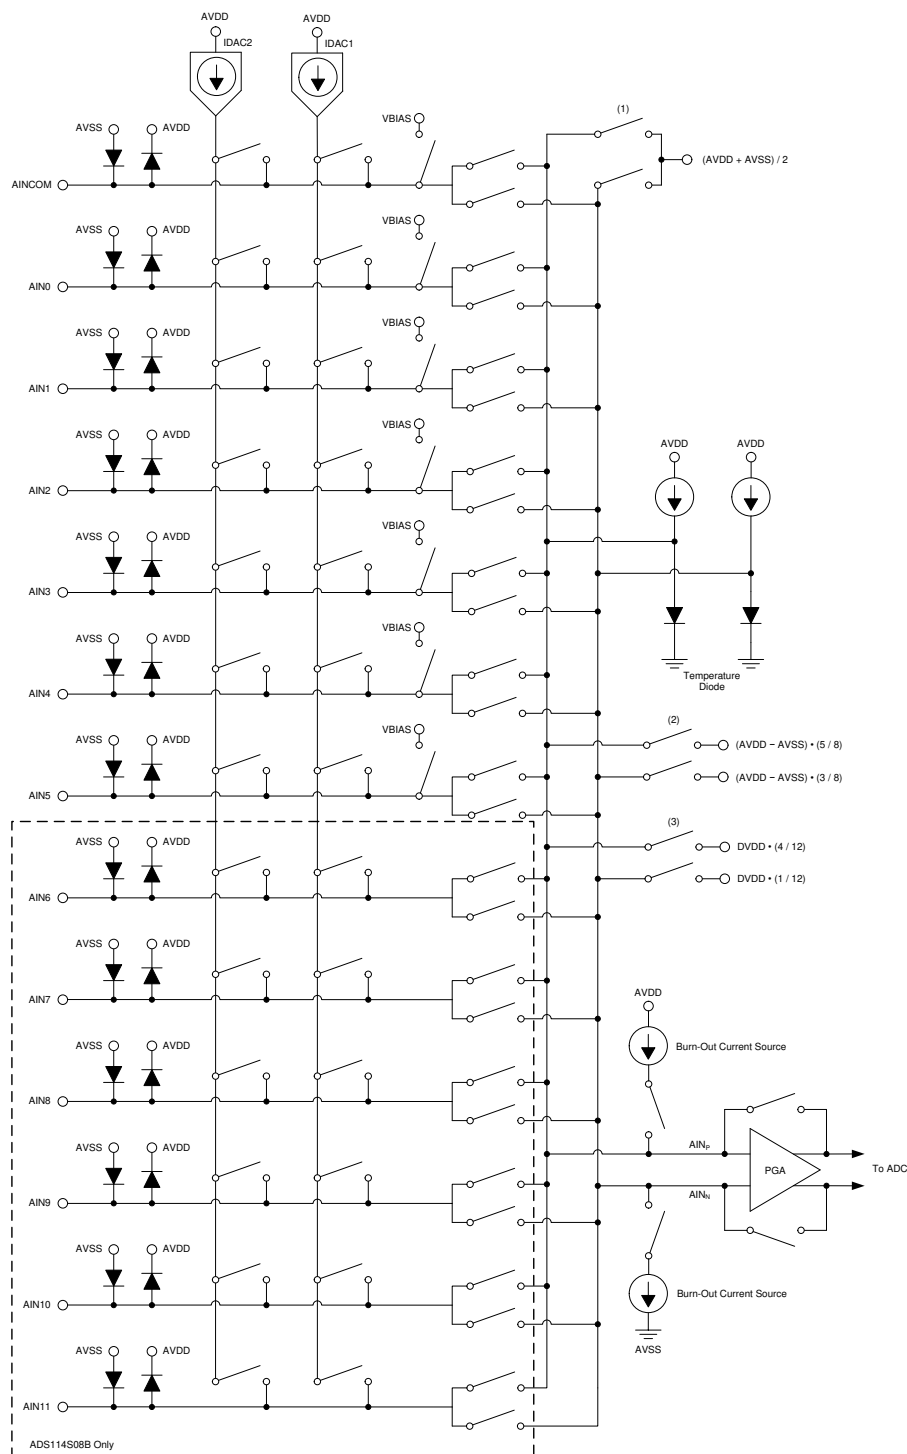 AVDD
AVDD
IDAC2
IDAC1
(1)
AVSS
AVDD
VBIAS
(AVDD + AVSS) / 2
AINCOM
AVSS
AVDD
VBIAS
AIN0
AVSS
AVDD
VBIAS
AIN1
AVSS
AVDD
VBIAS
AVDD
AVDD
AIN2
AVSS
AVDD
VBIAS
AIN3
AVSS
AVDD
VBIAS
Temperature
Diode
AIN4
(2)
AVSS
AVDD
VBIAS
(AVDD − AVSS) • (5 / 8)
(AVDD − AVSS) • (3 / 8)
AIN5
(3)
AVSS
AVDD
DVDD • (4 / 12)
DVDD • (1 / 12)
AIN6
AVSS
AVDD
AIN7
AVDD
AVSS
AVDD
Burn-Out Current Source
AIN8
AVSS
AVDD
AINP
PGA
To ADC
AIN9
AINN
AVSS
AVDD
Burn-Out Current Source
AIN10
AVSS
AVSS
AVDD
AIN11
ADS114S08B Only